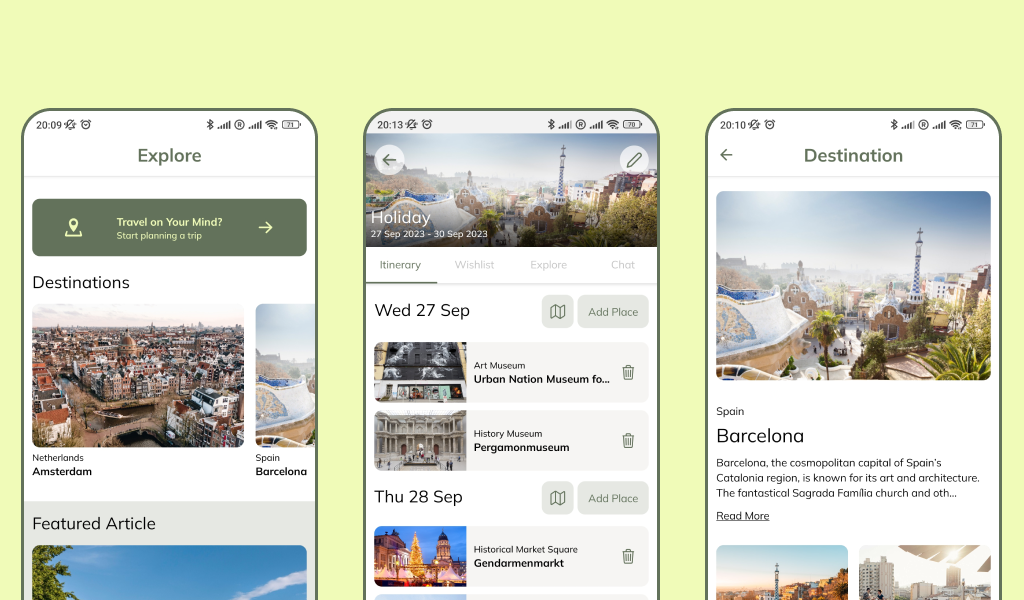 20:09
71
Explore
Travel on Your Mind?
Start planning a trip
Destinations
Netherlands
Amsterdam
Spain
Barcelona
Featured Article
20:13
70
Holiday
27 Sep 2023 - 30 Sep 2023
Itinerary
Wishlist
Explore
Chat
Wed 27 Sep
Add Place
Art Museum
Urban Nation Museum fo...
History Museum
Pergamonmuseum
Thu 28 Sep
Add Place
Historical Market Square
Gendarmenmarkt
20:10
71
Destination
Spain
Barcelona
Barcelona, the cosmopolitan capital of Spain's
Catalonia region, is known for its art and architecture.
The fantastical Sagrada Família church and oth...
Read More